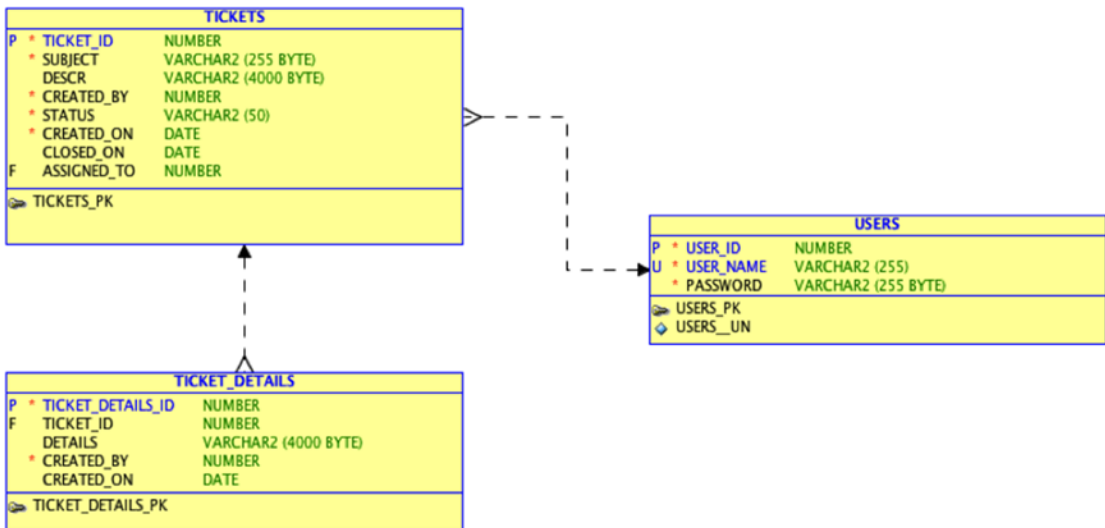 TICKETS
P * TICKET_ID NUMBER
* SUBJECT VARCHAR2 (255 BYTE)
DESCR VARCHAR2 (4000 BYTE)
* CREATED_BY NUMBER
* STATUS VARCHAR2 (50)
* CREATED_ON DATE
CLOSED_ON DATE
F ASSIGNED_TO NUMBER
TICKETS_PK
USERS
P * USER_ID NUMBER
U * USER_NAME VARCHAR2 (255)
* PASSWORD VARCHAR2 (255 BYTE)
USERS_PK
USERS__UN
TICKET_DETAILS
P * TICKET_DETAILS_ID NUMBER
F TICKET_ID NUMBER
DETAILS VARCHAR2 (4000 BYTE)
* CREATED_BY NUMBER
CREATED_ON DATE
TICKET_DETAILS_PK